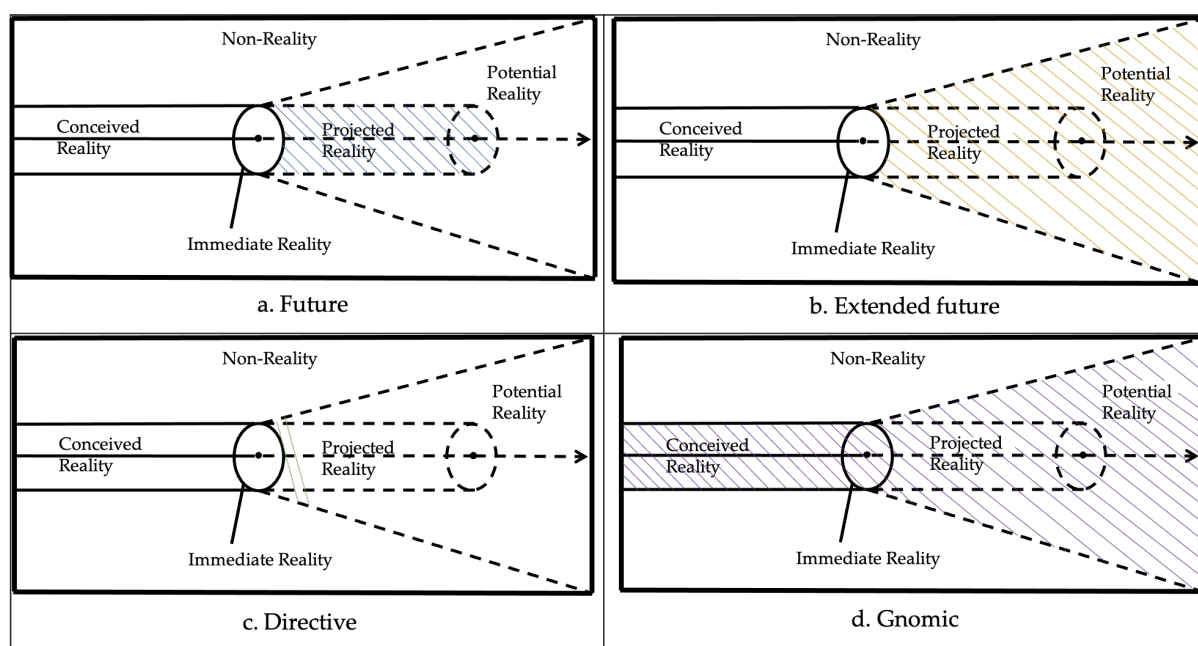 Non-Reality
Potential
Reality
Conceived
Reality
Projected
Reality
Immediate Reality
a. Future
Non-Reality
Potential
Reality
Conceived
Reality
Projected
Reality
Immediate Reality
b. Extended future
Non-Reality
Potential
Reality
Conceived
Reality
Projected
Reality
Immediate Reality
c. Directive
Non-Reality
Potential
Reality
Conceived
Reality
Projected
Reality
Immediate Reality
d. Gnomic